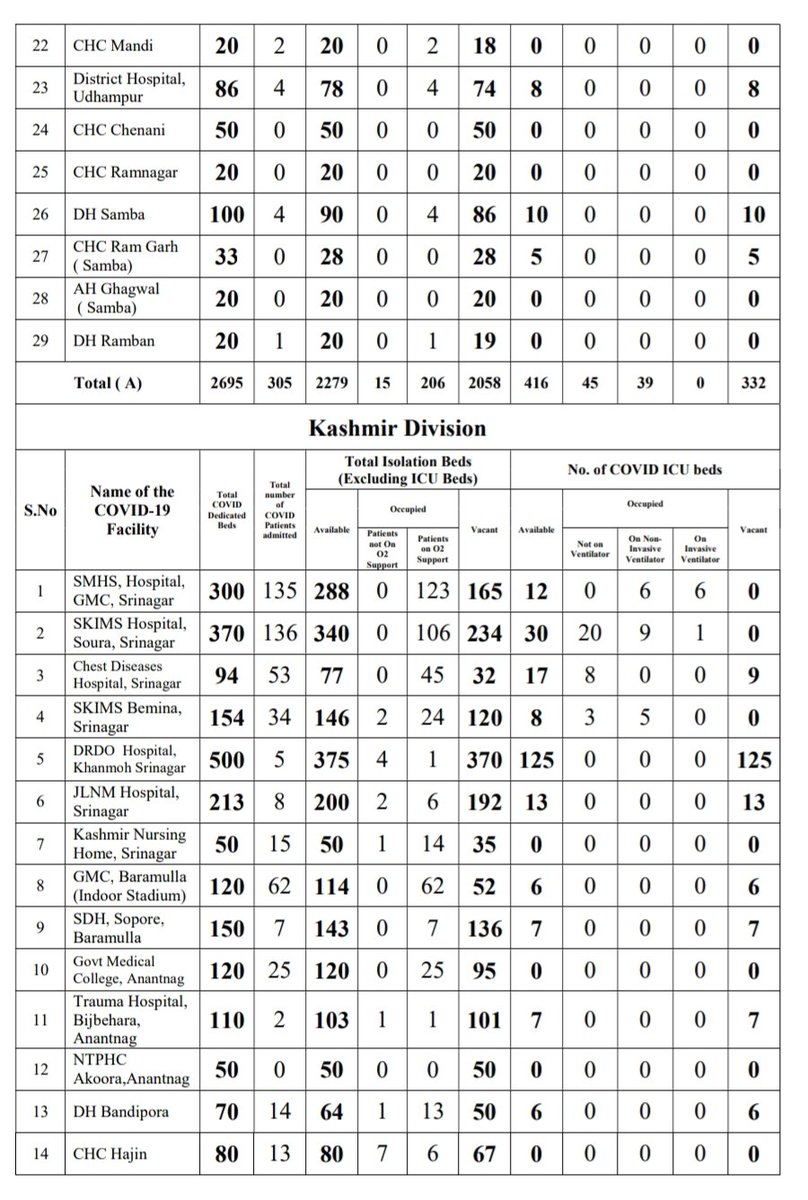 22 CHC Mandi 20 2 20 0 2 18 0 0 0 0 0
23 District Hospital, Udhampur 86 4 78 0 4 74 8 0 0 0 8
24 CHC Chenani 50 0 50 0 0 50 0 0 0 0 0
25 CHC Ramnagar 20 0 20 0 0 20 0 0 0 0 0
26 DH Samba 100 4 90 0 4 86 10 0 0 0 10
27 CHC Ram Garh ( Samba) 33 0 28 0 0 28 5 0 0 0 5
28 AH Ghagwal ( Samba) 20 0 20 0 0 20 0 0 0 0 0
29 DH Ramban 20 1 20 0 1 19 0 0 0 0 0
Total ( A) 2695 305 2279 15 206 2058 416 45 39 0 332
Kashmir Division
S.No
Name of the COVID-19 Facility
Total COVID Dedicated Beds
Total number of COVID Patients admitted
Total Isolation Beds (Excluding ICU Beds)
No. of COVID ICU beds
Available
Occupied
Patients not On O2 Support
Patients on O2 Support
Vacant
Available
Occupied
Not on Ventilator
On Non-Invasive Ventilator
On Invasive Ventilator
Vacant
1 SMHS, Hospital, GMC, Srinagar 300 135 288 0 123 165 12 0 6 6 0
2 SKIMS Hospital, Soura, Srinagar 370 136 340 0 106 234 30 20 9 1 0
3 Chest Diseases Hospital, Srinagar 94 53 77 0 45 32 17 8 0 0 9
4 SKIMS Bemina, Srinagar 154 34 146 2 24 120 8 3 5 0 0
5 DRDO Hospital, Khanmoh Srinagar 500 5 375 4 1 370 125 0 0 0 125
6 JLNM Hospital, Srinagar 213 8 200 2 6 192 13 0 0 0 13
7 Kashmir Nursing Home, Srinagar 50 15 50 1 14 35 0 0 0 0 0
8 GMC, Baramulla (Indoor Stadium) 120 62 114 0 62 52 6 0 0 0 6
9 SDH, Sopore, Baramulla 150 7 143 0 7 136 7 0 0 0 7
10 Govt Medical College, Anantnag 120 25 120 0 25 95 0 0 0 0 0
11 Trauma Hospital, Bijbehara, Anantnag 110 2 103 1 1 101 7 0 0 0 7
12 NTPHC Akoora,Anantnag 50 0 50 0 0 50 0 0 0 0 0
13 DH Bandipora 70 14 64 1 13 50 6 0 0 0 6
14 CHC Hajin 80 13 80 7 6 67 0 0 0 0 0